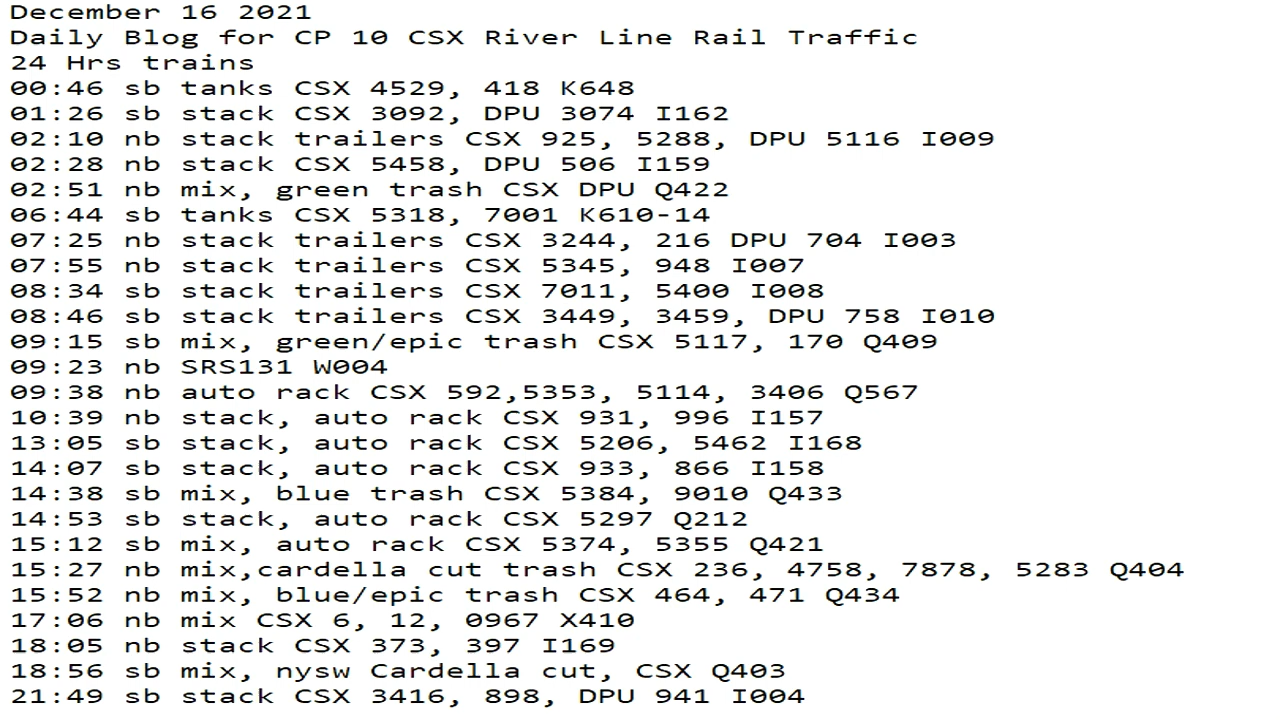 December 16 2021
Daily Blog for CP 10 CSX River Line Rail Traffic
24 Hrs trains
00:46 sb tanks CSX 4529, 418 K648
01:26 sb stack CSX 3092, DPU 3074 I162
02:10 nb stack trailers CSX 925, 5288, DPU 5116 I009
02:28 nb stack CSX 5458, DPU 506 I159
02:51 nb mix, green trash CSX DPU Q422
06:44 sb tanks CSX 5318, 7001 K610-14
07:25 nb stack trailers CSX 3244, 216 DPU 704 I003
07:55 nb stack trailers CSX 5345, 948 I007
08:34 sb stack trailers CSX 7011, 5400 I008
08:46 sb stack trailers CSX 3449, 3459, DPU 758 I010
09:15 sb mix, green/epic trash CSX 5117, 170 Q409
09:23 nb SRS131 W004
09:38 nb auto rack CSX 592,5353, 5114, 3406 Q567
10:39 nb stack, auto rack CSX 931, 996 I157
13:05 sb stack, auto rack CSX 5206, 5462 I168
14:07 sb stack, auto rack CSX 933, 866 I158
14:38 sb mix, blue trash CSX 5384, 9010 Q433
14:53 sb stack, auto rack CSX 5297 Q212
15:12 sb mix, auto rack CSX 5374, 5355 Q421
15:27 nb mix,cardella cut trash CSX 236, 4758, 7878, 5283 Q404
15:52 nb mix, blue/epic trash CSX 464, 471 Q434
17:06 nb mix CSX 6, 12, 0967 X410
18:05 nb stack CSX 373, 397 I169
18:56 sb mix, nysw Cardella cut, CSX Q403
21:49 sb stack CSX 3416, 898, DPU 941 I004